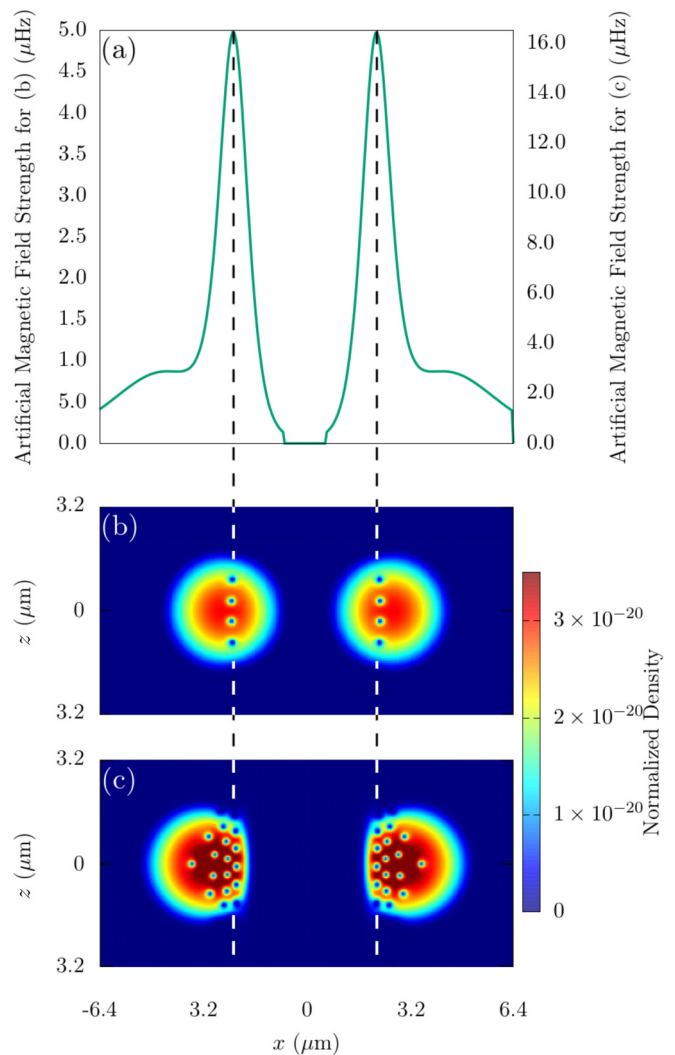 (a)
Artificial Magnetic Field Strength for (b) (μHz)
5.0
4.5
4.0
3.5
3.0
2.5
2.0
1.5
1.0
5.0
0.0
16.0
14.0
12.0
10.0
8.0
6.0
4.0
2.0
0.0
Artificial Magnetic Field Strength for (c) (μHz)
(b)
3.2
0
3.2
z (μm)
(c)
3.2
0
3.2
z (μm)
3 × 10⁻²⁰
2 × 10⁻²⁰
1 × 10⁻²⁰
0
Normalized Density
-6.4 3.2 0 3.2 6.4
x (μm)